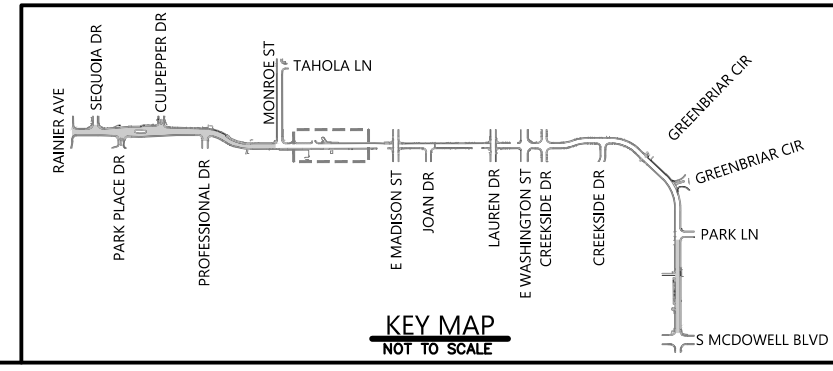 RAINIER AVE
SEQUOIA DR
CULPEPPER DR
MONROE ST
TAHOLA LN
GREENBRIAR CIR
GREENBRIAR CIR
PARK PLACE DR
PROFESSIONAL DR
E MADISON ST
JOAN DR
LAUREN DR
E WASHINGTON ST
CREEKSIDE DR
CREEKSIDE DR
PARK LN
S MCDOWELL BLVD
KEY MAP
NOT TO SCALE